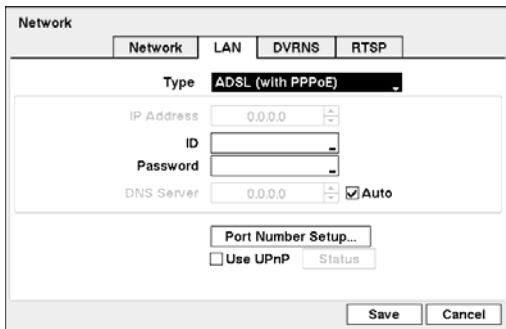 Network
Network LAN DVRNS RTSP
Type ADSL (with PPPoE)
IP Address 0.0.0.0
ID
Password
DNS Server 0.0.0.0 Auto
Port Number Setup...
Use UPnP Status
Save Cancel